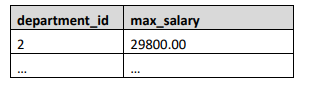 department_id max_salary
2 29800.00
... ...